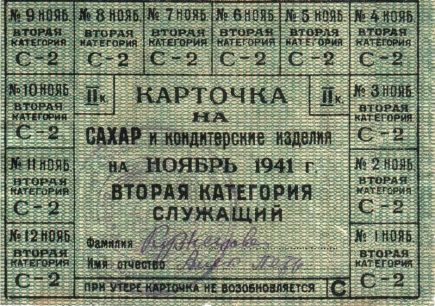 № 9 НОЯБ. ВТОРАЯ КАТЕГОРИЯ С-2
№ 8 НОЯБ. ВТОРАЯ КАТЕГОРИЯ С-2
№ 7 НОЯБ ВТОРАЯ КАТЕГОРИЯ С-2
№ 6 НОЯБ ВТОРАЯ КАТЕГОРИЯ С-2
№ 5 НОЯБ ВТОРАЯ КАТЕГОРИЯ С-2
№ 4 НОЯБ. ВТОРАЯ КАТЕГОРИЯ С-2
№ 10 НОЯБ. ВТОРАЯ КАТЕГОРИЯ С-2
№ 11 НОЯБ ВТОРАЯ КАТЕГОРИЯ С-2
№ 12 НОЯБ. ВТОРАЯ КАТЕГОРИЯ С-2
IIк.
КАРТОЧКА
IIк.
НА
САХАР и кондитерские изделия
НА НОЯБРЬ 1941 г.
ВТОРАЯ КАТЕГОРИЯ
СЛУЖАЩИЙ
Фамилия
Имя, отчество
ПРИ УТЕРЕ КАРТОЧКА НЕ ВОЗОБНОВЛЯЕТСЯ
С
№ 3 НОЯБ ВТОРАЯ КАТЕГОРИЯ С-2
№ 2 НОЯБ ВТОРАЯ КАТЕГОРИЯ С-2
№ 1 НОЯБ. ВТОРАЯ КАТЕГОРИЯ С-2